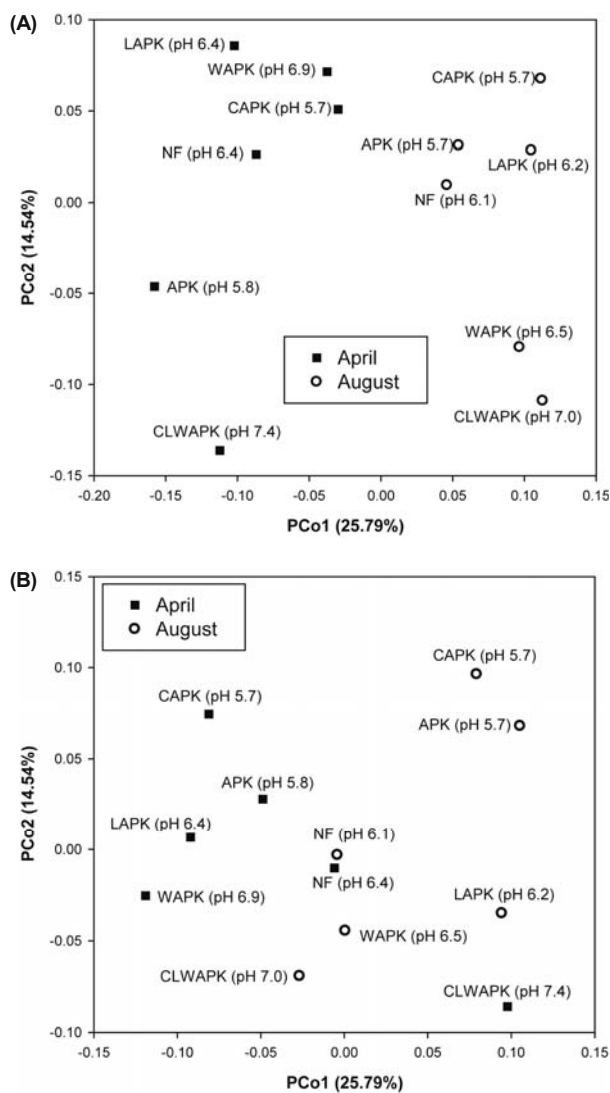 (A)
0.10
LAPK (pH 6.4)
WAPK (pH 6.9)
CAPK (pH 5.7)
CAPK (pH 5.7)
0.05
APK (pH 5.7)
LAPK (pH 6.2)
NF (pH 6.4)
NF (pH 6.1)
0.00
PCo2 (14.54%)
-0.05
APK (pH 5.8)
WAPK (pH 6.5)
April
August
-0.10
CLWAPK (pH 7.4)
CLWAPK (pH 7.0)
-0.15
-0.20 -0.15 -0.10 -0.05 0.00 0.05 0.10 0.15
PCo1 (25.79%)
(B)
0.15
April
August
0.10
CAPK (pH 5.7)
CAPK (pH 5.7)
APK (pH 5.7)
0.05
APK (pH 5.8)
LAPK (pH 6.4)
NF (pH 6.1)
0.00
PCo2 (14.54%)
NF (pH 6.4)
WAPK (pH 6.9)
LAPK (pH 6.2)
WAPK (pH 6.5)
-0.05
CLWAPK (pH 7.0)
CLWAPK (pH 7.4)
-0.10
-0.15 -0.10 -0.05 0.00 0.05 0.10 0.15
PCo1 (25.79%)